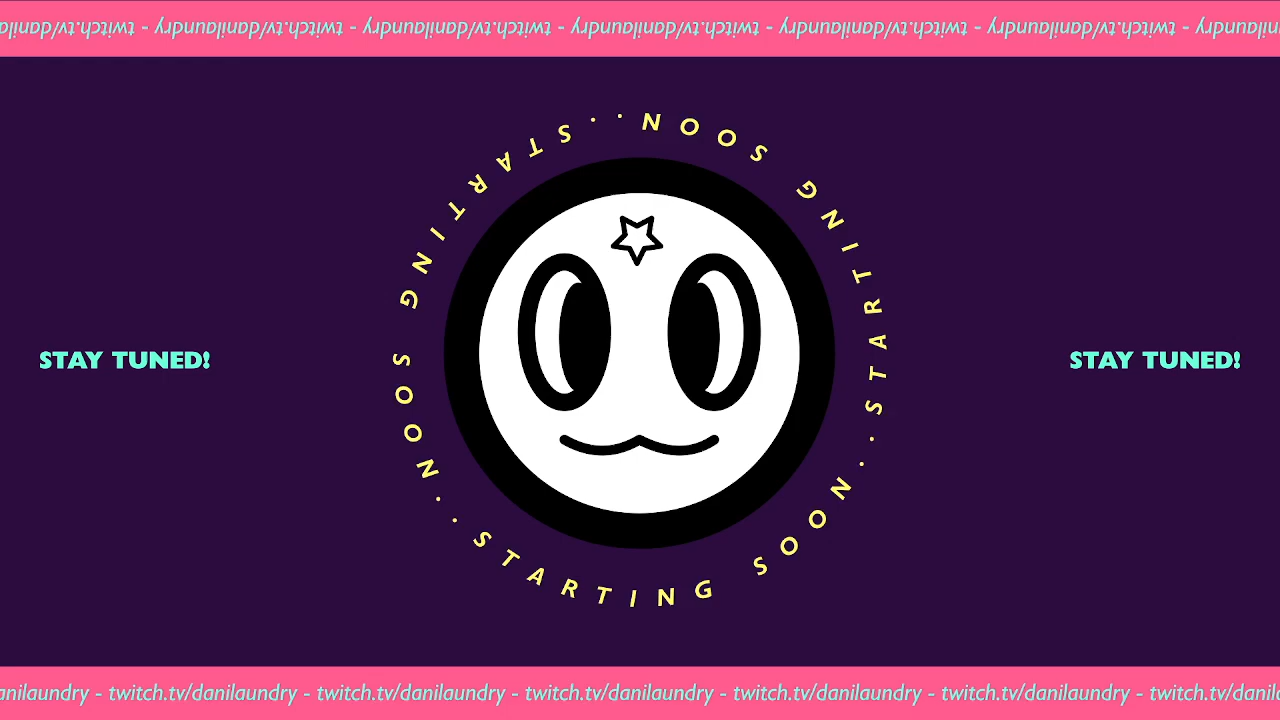 twitch.tv/danilaundry - twitch.tv/danilaundry - twitch.tv/danilaundry - twitch.tv/danilaundry - twitch.tv/danilaundry -
STARTING SOON..STARTING SOON..STARTING SOON..
STAY TUNED!
STAY TUNED!
- twitch.tv/danilaundry - twitch.tv/danilaundry - twitch.tv/danilaundry - twitch.tv/danilaundry - twitch.tv/danilaundry -